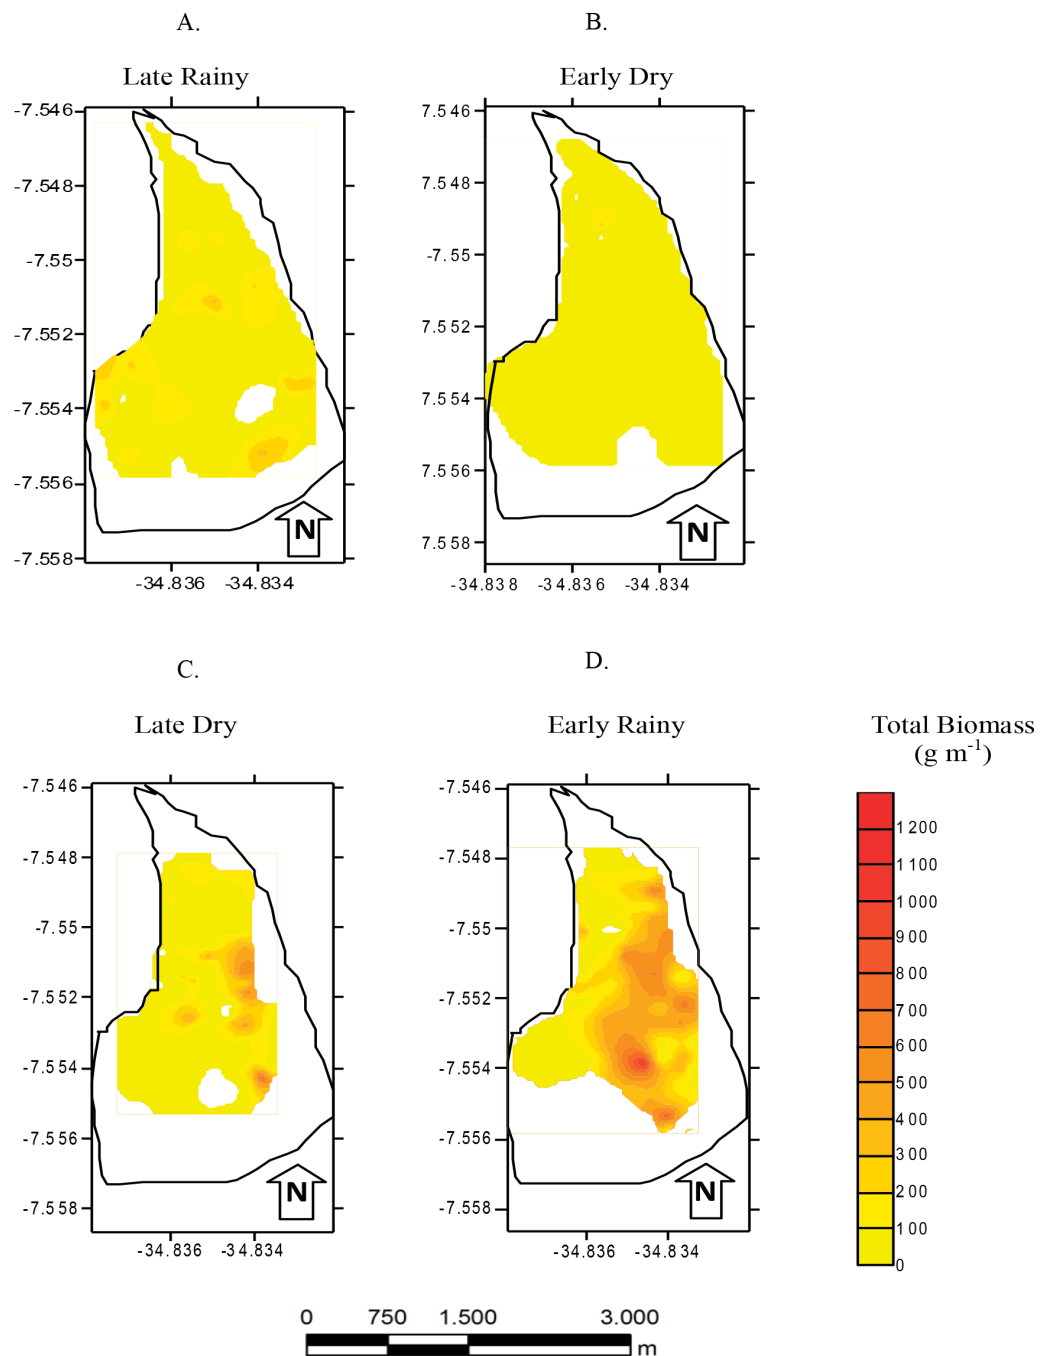 A.
B.
Late Rainy
Early Dry
-7.546
-7.548
-7.55
-7.552
-7.554
-7.556
-7.558
-34.836 -34.834
N
7.546
7.548
-7.55
7.552
7.554
7.556
7.558
-34.838 -34.836 -34.834
N
C.
D.
Late Dry
Early Rainy
Total Biomass
(g m-1)
-7.546
-7.548
-7.55
-7.552
-7.554
-7.556
-7.558
-34.836 -34.834
N
-7.546
-7.548
-7.55
-7.552
-7.554
-7.556
-7.558
-34.836 -34.834
N
1200
1100
1000
900
800
700
600
500
400
300
200
100
0
0 750 1.500 3.000
m